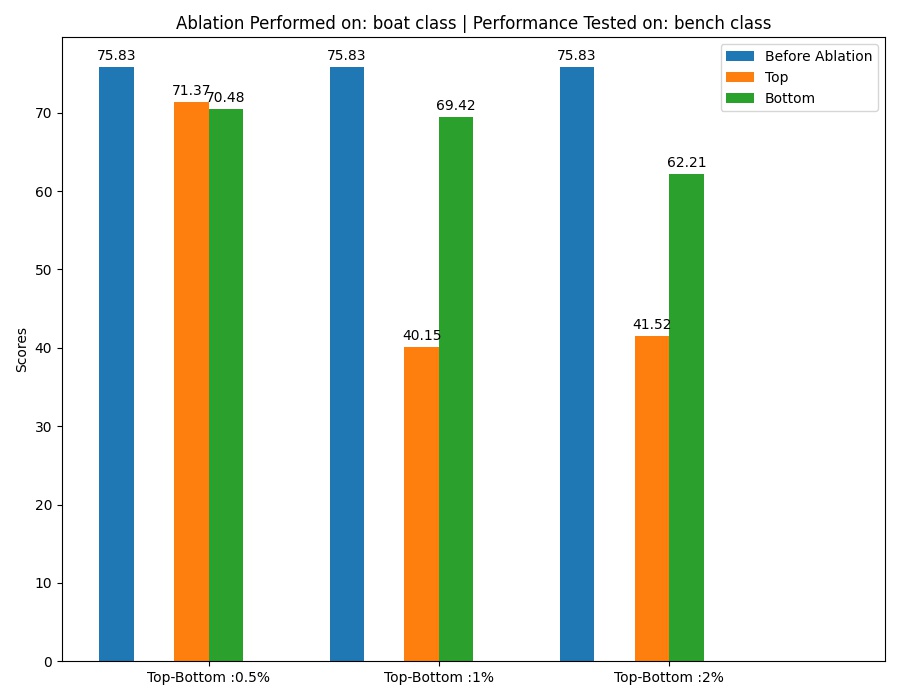 Ablation Performed on: boat class | Performance Tested on: bench class
Before Ablation
Top
Bottom
75.83
71.37
70.48
75.83
40.15
69.42
75.83
41.52
62.21
Scores
70
60
50
40
30
20
10
0
Top-Bottom :0.5%
Top-Bottom :1%
Top-Bottom :2%